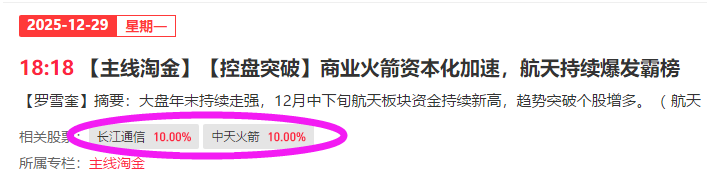 2025-12-29 星期一
18:18 【主线淘金】【控盘突破】商业火箭资本化加速，航天持续爆发霸榜
【罗雪奎】摘要：大盘年末持续走强，12月中下旬航天板块资金持续新高，趋势突破个股增多。（ 航天
相关股票： 长江通信 10.00% 中天火箭 10.00%
所属专栏：主线淘金